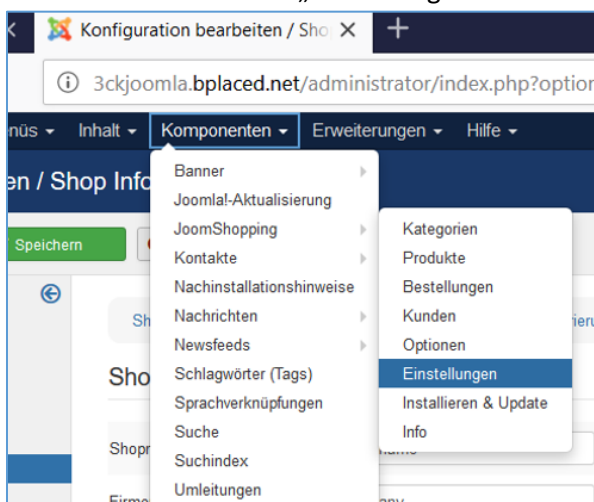 Konfiguration bearbeiten / Sho
3ckjoomla.bplaced.net/administrator/index.php?option
Inhalt Komponenten Erweiterungen Hilfe
en / Shop Info
Speichern
Banner
Joomla!-Aktualisierung
JoomShopping
Kontakte
Nachinstallationshinweise
Nachrichten
Newsfeeds
Schlagwörter (Tags)
Sprachverknüpfungen
Suche
Suchindex
Umleitungen
Kategorien
Produkte
Bestellungen
Kunden
Optionen
Einstellungen
Installieren & Update
Info
Sho